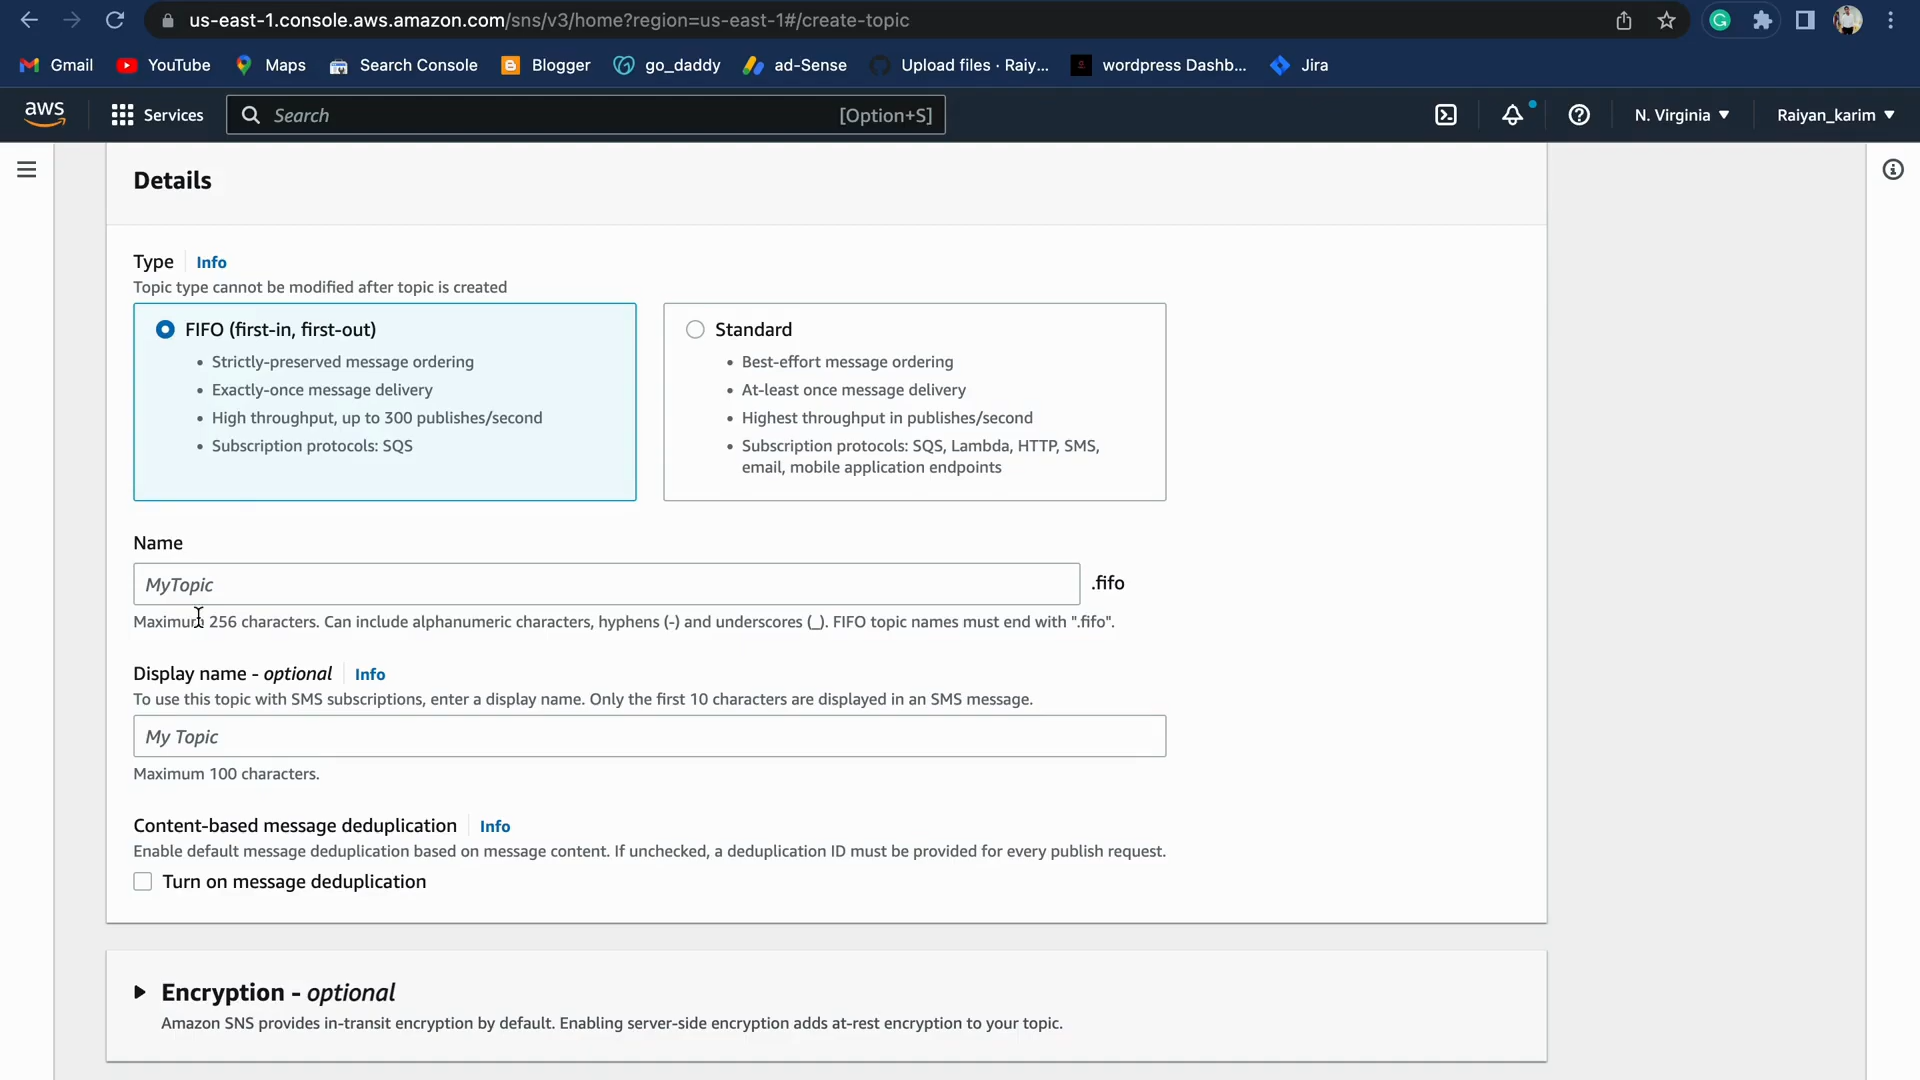 us-east-1.console.aws.amazon.com/sns/v3/home?region=us-east-1#/create-topic
Gmail YouTube Maps Search Console Blogger go_daddy ad-Sense Upload files · Raiy... wordpress Dashb... Jira
aws Services Search [Option+S] N. Virginia Raiyan_karim
Details
Type Info
Topic type cannot be modified after topic is created
FIFO (first-in, first-out)
• Strictly-preserved message ordering
• Exactly-once message delivery
• High throughput, up to 300 publishes/second
• Subscription protocols: SQS
Standard
• Best-effort message ordering
• At-least once message delivery
• Highest throughput in publishes/second
• Subscription protocols: SQS, Lambda, HTTP, SMS,
email, mobile application endpoints
Name
MyTopic .fifo
Maximum 256 characters. Can include alphanumeric characters, hyphens (-) and underscores (_). FIFO topic names must end with ".fifo".
Display name - optional Info
To use this topic with SMS subscriptions, enter a display name. Only the first 10 characters are displayed in an SMS message.
My Topic
Maximum 100 characters.
Content-based message deduplication Info
Enable default message deduplication based on message content. If unchecked, a deduplication ID must be provided for every publish request.
Turn on message deduplication
Encryption - optional
Amazon SNS provides in-transit encryption by default. Enabling server-side encryption adds at-rest encryption to your topic.